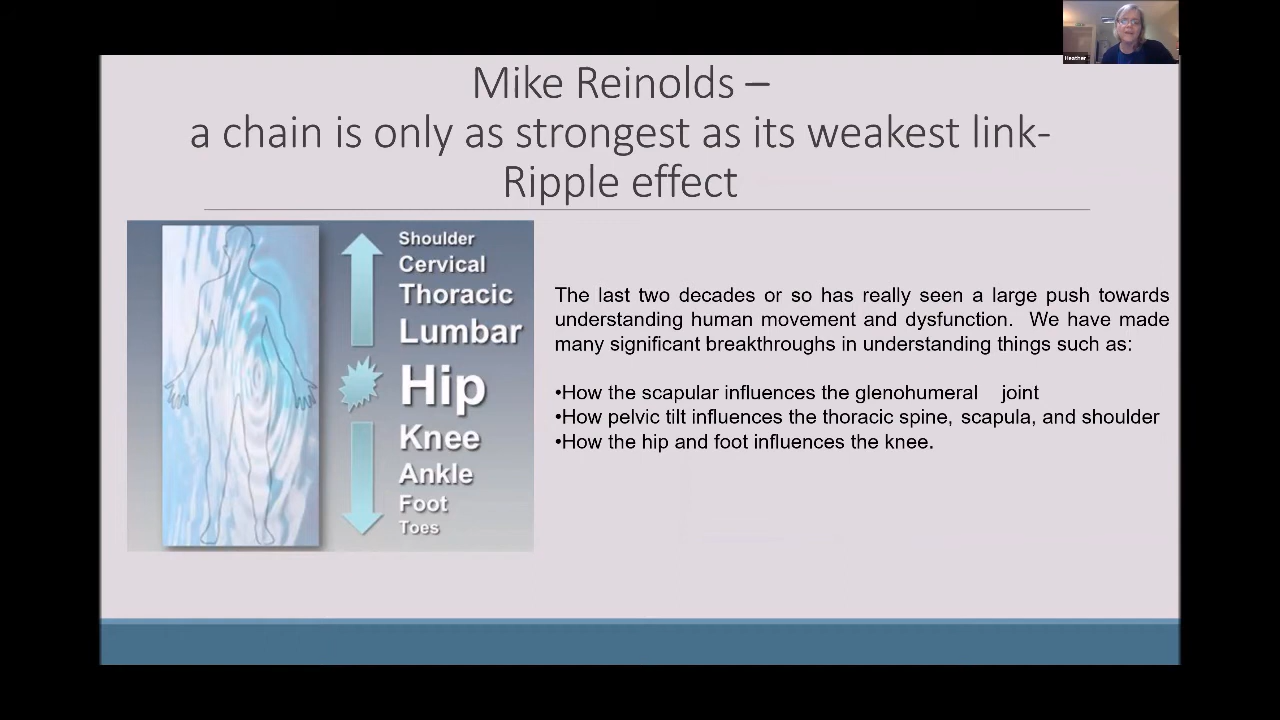 Heather
Mike Reinolds –
a chain is only as strongest as its weakest link-
Ripple effect
Shoulder
Cervical
Thoracic
Lumbar
Hip
Knee
Ankle
Foot
Toes
The last two decades or so has really seen a large push towards
understanding human movement and dysfunction.  We have made
many significant breakthroughs in understanding things such as:
•How the scapular influences the glenohumeral    joint
•How pelvic tilt influences the thoracic spine, scapula, and shoulder
•How the hip and foot influences the knee.